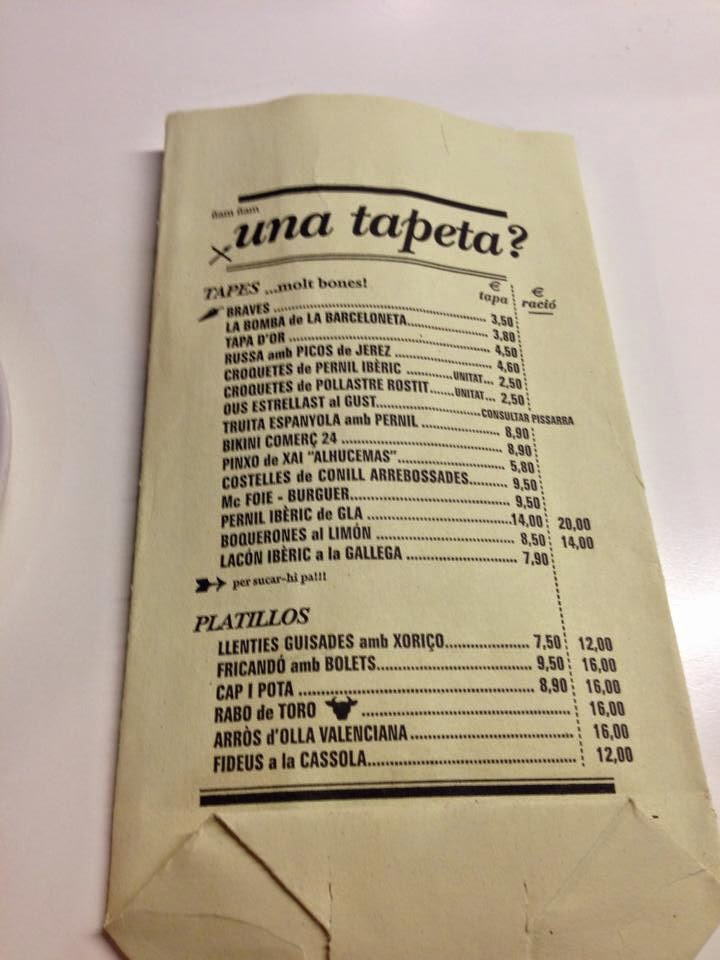 ñam ñam
una tapeta?
TAPES ...molt bones! € tapa € ració
BRAVES 3,50
LA BOMBA de LA BARCELONETA 3,80
TAPA D'OR 4,50
RUSSA amb PICOS de JEREZ 4,60
CROQUETES de PERNIL IBÈRIC UNITAT 2,50
CROQUETES de POLLASTRE ROSTIT UNITAT 2,50
OUS ESTRELLAST al GUST CONSULTAR PISSARRA
TRUITA ESPANYOLA amb PERNIL 8,90
BIKINI COMERÇ 24 8,90
PINXO de XAI "ALHUCEMAS" 5,80
COSTELLES de CONILL ARREBOSSADES 9,50
Mc FOIE - BURGUER 9,50
PERNIL IBÈRIC de GLA 14,00 20,00
BOQUERONES al LIMÓN 8,50 14,00
LACÓN IBÈRIC a la GALLEGA 7,90
per sucar-hi pa!!!
PLATILLOS
LLENTIES GUISADES amb XORIÇO 7,50 12,00
FRICANDÓ amb BOLETS 9,50 16,00
CAP I POTA 8,90 16,00
RABO de TORO 16,00
ARRÒS d'OLLA VALENCIANA 16,00
FIDEUS a la CASSOLA 12,00